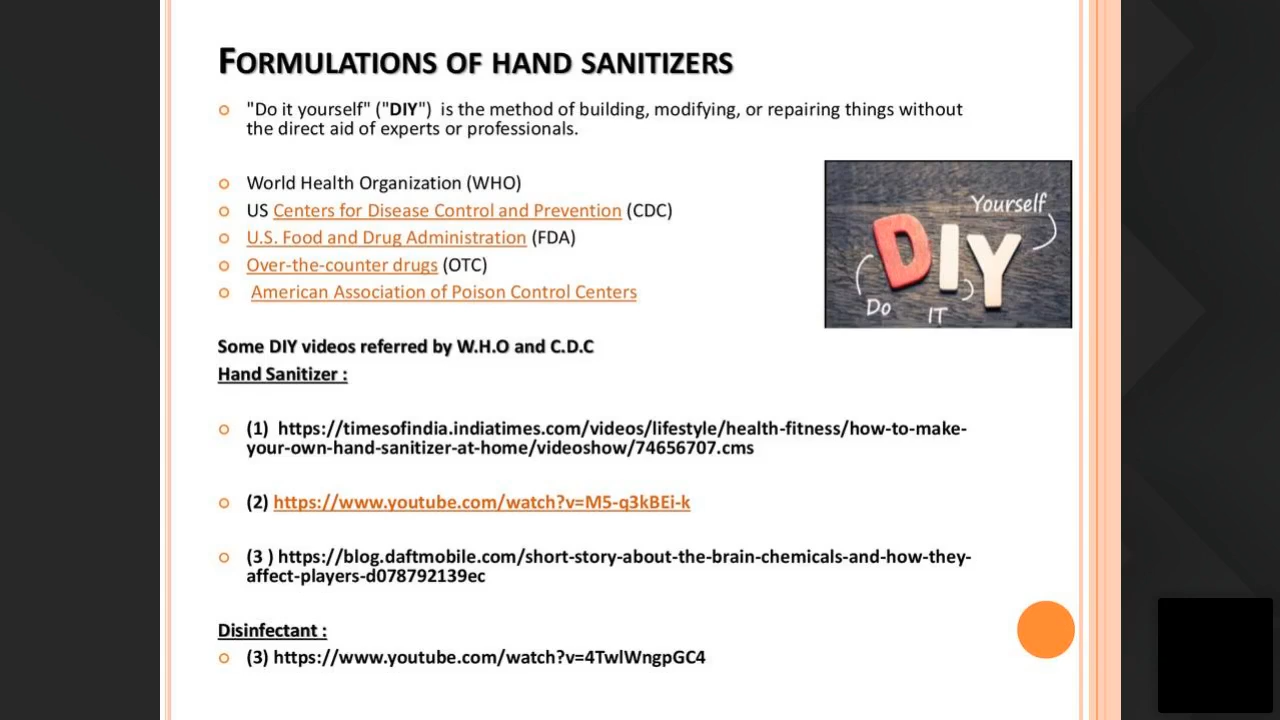 FORMULATIONS OF HAND SANITIZERS
"Do it yourself" ("DIY")  is the method of building, modifying, or repairing things without
the direct aid of experts or professionals.
World Health Organization (WHO)
US Centers for Disease Control and Prevention (CDC)
U.S. Food and Drug Administration (FDA)
Over-the-counter drugs (OTC)
American Association of Poison Control Centers
Yourself
DIY
Do
IT
Some DIY videos referred by W.H.O and C.D.C
Hand Sanitizer :
(1)  https://timesofindia.indiatimes.com/videos/lifestyle/health-fitness/how-to-make-
your-own-hand-sanitizer-at-home/videoshow/74656707.cms
(2) https://www.youtube.com/watch?v=M5-q3kBEi-k
(3 ) https://blog.daftmobile.com/short-story-about-the-brain-chemicals-and-how-they-
affect-players-d078792139ec
Disinfectant :
(3) https://www.youtube.com/watch?v=4TwlWngpGC4